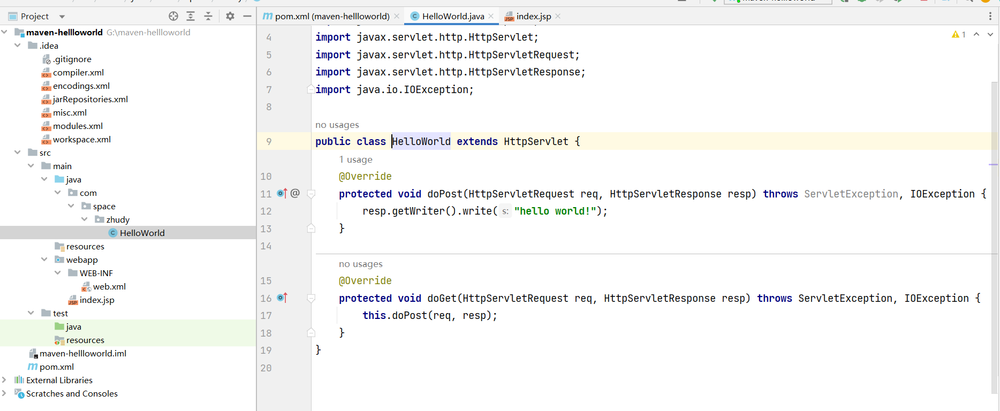 Project
maven-hellloworld G:\maven-hellloworld
.idea
.gitignore
compiler.xml
encodings.xml
jarRepositories.xml
misc.xml
modules.xml
workspace.xml
src
main
java
com
space
zhudy
HelloWorld
resources
webapp
WEB-INF
web.xml
index.jsp
test
java
resources
maven-hellloworld.iml
pom.xml
External Libraries
Scratches and Consoles
pom.xml (maven-hellloworld) HelloWorld.java index.jsp
1
4 import javax.servlet.http.HttpServlet;
5 import javax.servlet.http.HttpServletRequest;
6 import javax.servlet.http.HttpServletResponse;
7 import java.io.IOException;
8
no usages
9 public class HelloWorld extends HttpServlet {
1 usage
10 @Override
11 @ protected void doPost(HttpServletRequest req, HttpServletResponse resp) throws ServletException, IOException {
12 resp.getWriter().write( s: "hello world!");
13 }
14
no usages
15 @Override
16 protected void doGet(HttpServletRequest req, HttpServletResponse resp) throws ServletException, IOException {
17 this.doPost(req, resp);
18 }
19 }
20